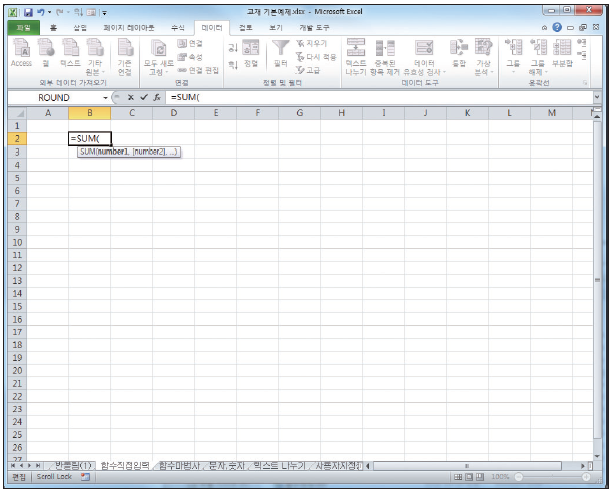 교재 기본예제.xlsx - Microsoft Excel
파일 홈 삽입 페이지 레이아웃 수식 데이터 검토 보기 개발 도구
Access 웹 텍스트 기타 원본 기존 연결 모두 새로 고침 연결 속성 연결 편집 정렬 필터 지우기 다시 적용 고급 텍스트 나누기 중복된 항목 제거 데이터 유효성 검사 통합 가상 분석 그룹 그룹 해제 부분합
외부 데이터 가져오기 연결 정렬 및 필터 데이터 도구 윤곽선
ROUND fx =SUM(
A B C D E F G H I J K L M
1
2 =SUM(
3 SUM(number1, [number2], ...)
4
5
6
7
8
9
10
11
12
13
14
15
16
17
18
19
20
21
22
23
24
25
26
27
반올림(1) 함수직접입력 함수마법사 문자,숫자 텍스트 나누기 사용자지정
편집 Scroll Lock 100%